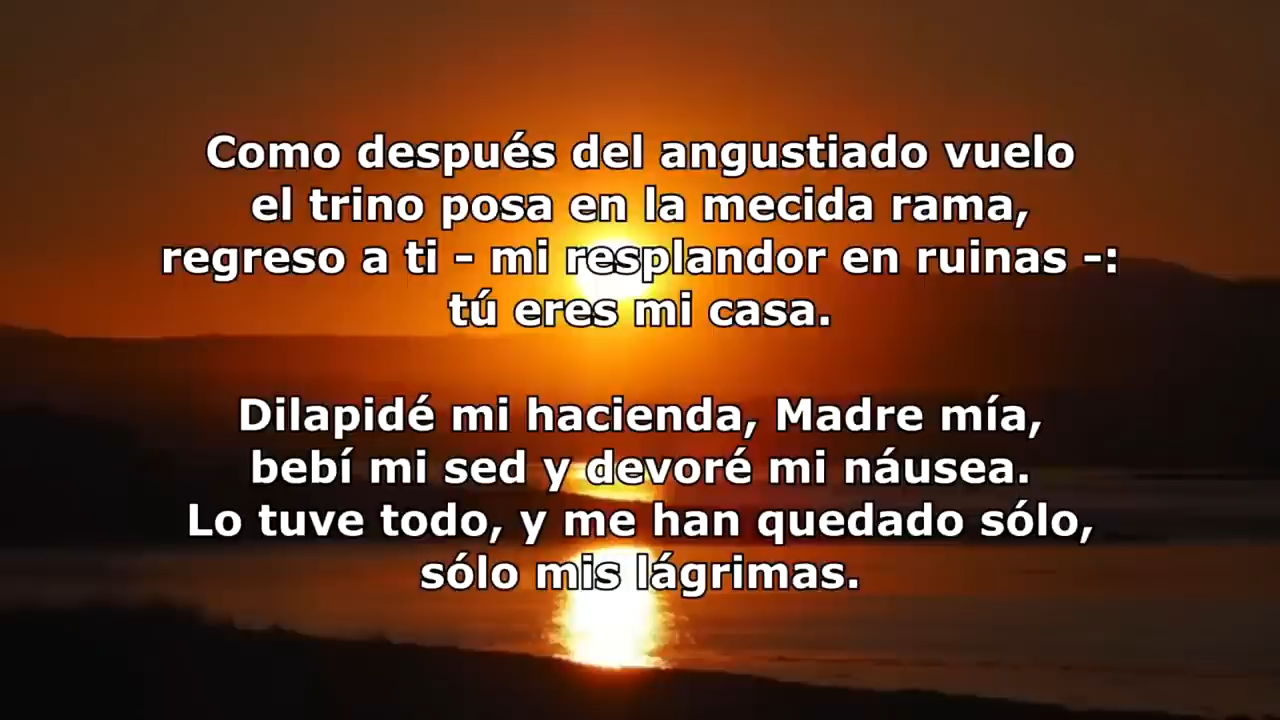 Como después del angustiado vuelo
el trino posa en la mecida rama,
regreso a ti - mi resplandor en ruinas -:
tú eres mi casa.
Dilapidé mi hacienda, Madre mía,
bebí mi sed y devoré mi náusea.
Lo tuve todo, y me han quedado sólo,
sólo mis lágrimas.